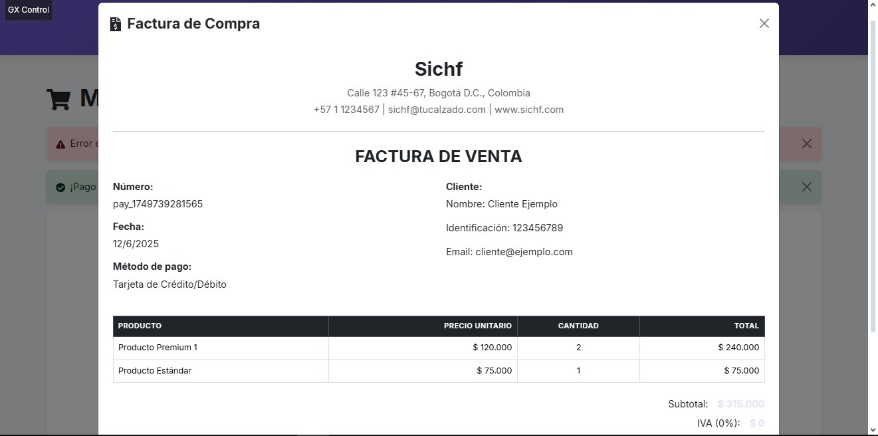 GX Control
Factura de Compra
M
Error
¡Pago
Sichf
Calle 123 #45-67, Bogotá D.C., Colombia
+57 1 1234567 | sichf@tucalzado.com | www.sichf.com
FACTURA DE VENTA
Número:
pay_1749739281565
Fecha:
12/6/2025
Método de pago:
Tarjeta de Crédito/Débito
Cliente:
Nombre: Cliente Ejemplo
Identificación: 123456789
Email: cliente@ejemplo.com
PRODUCTO PRECIO UNITARIO CANTIDAD TOTAL
Producto Premium 1 $ 120.000 2 $ 240.000
Producto Estándar $ 75.000 1 $ 75.000
Subtotal: $ 315.000
IVA (0%): $ 0